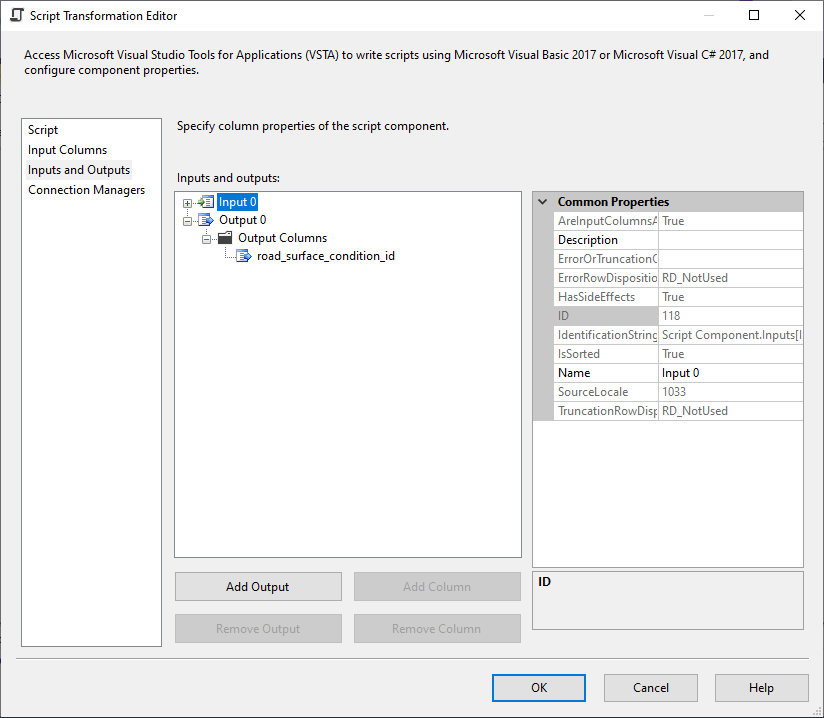 Script Transformation Editor
Access Microsoft Visual Studio Tools for Applications (VSTA) to write scripts using Microsoft Visual Basic 2017 or Microsoft Visual C# 2017, and
configure component properties.
Script
Input Columns
Inputs and Outputs
Connection Managers
Specify column properties of the script component.
Inputs and outputs:
Input 0
Output 0
Output Columns
road_surface_condition_id
Add Output
Add Column
Remove Output
Remove Column
Common Properties
AreInputColumnsA True
Description
ErrorOrTruncationO
ErrorRowDispositio RD_NotUsed
HasSideEffects True
ID 118
IdentificationString Script Component.Inputs[I
IsSorted True
Name Input 0
SourceLocale 1033
TruncationRowDisp RD_NotUsed
ID
OK
Cancel
Help